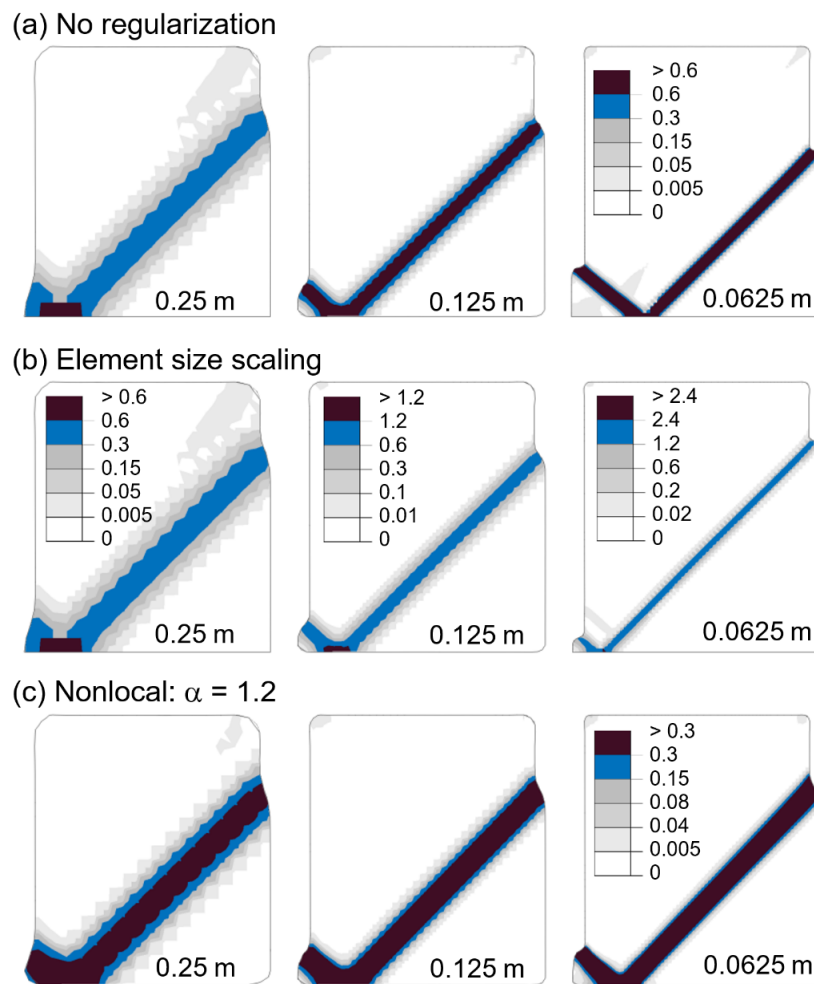 (a) No regularization
> 0.6
0.6
0.3
0.15
0.05
0.005
0
0.25 m
0.125 m
0.0625 m
(b) Element size scaling
> 0.6
0.6
0.3
0.15
0.05
0.005
0
> 1.2
1.2
0.6
0.3
0.1
0.01
0
> 2.4
2.4
1.2
0.6
0.2
0.02
0
0.25 m
0.125 m
0.0625 m
(c) Nonlocal: α = 1.2
> 0.3
0.3
0.15
0.08
0.04
0.005
0
0.25 m
0.125 m
0.0625 m